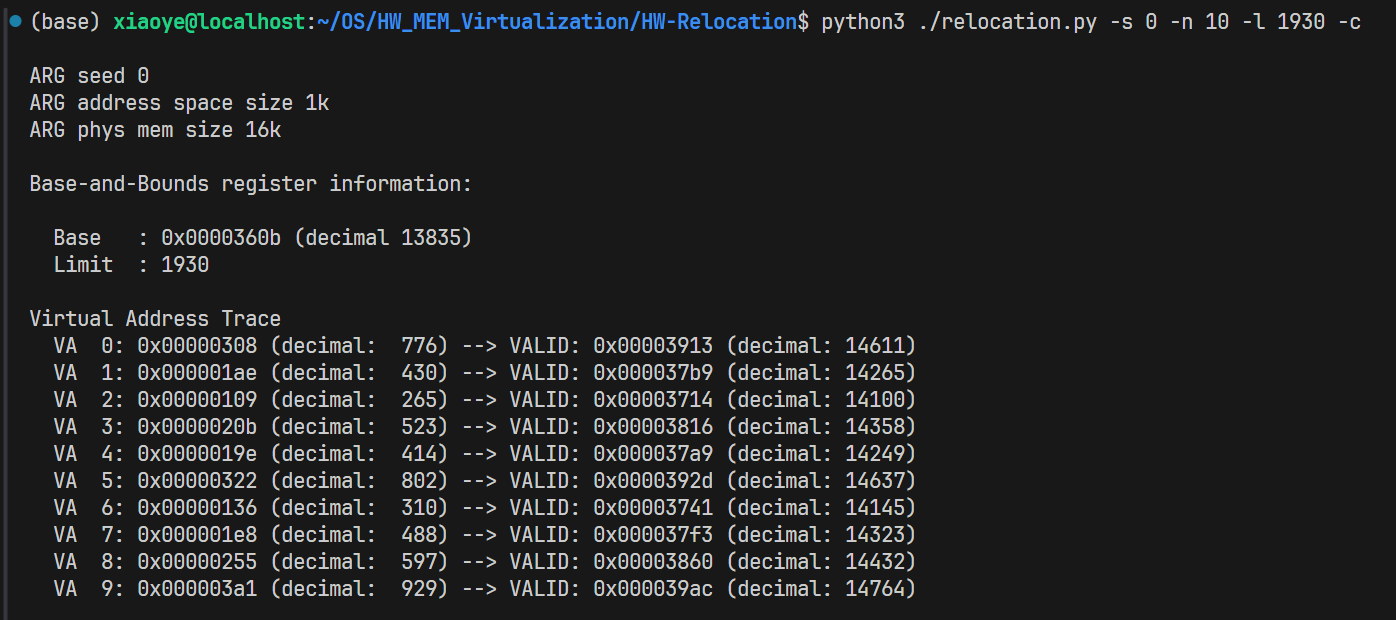 (base) xiaoye@localhost:~/OS/HW_MEM_Virtualization/HW-Relocation$ python3 ./relocation.py -s 0 -n 10 -l 1930 -c
ARG seed 0
ARG address space size 1k
ARG phys mem size 16k
Base-and-Bounds register information:
Base   : 0x0000360b (decimal 13835)
Limit  : 1930
Virtual Address Trace
VA  0: 0x00000308 (decimal:  776) --> VALID: 0x00003913 (decimal: 14611)
VA  1: 0x000001ae (decimal:  430) --> VALID: 0x000037b9 (decimal: 14265)
VA  2: 0x00000109 (decimal:  265) --> VALID: 0x00003714 (decimal: 14100)
VA  3: 0x0000020b (decimal:  523) --> VALID: 0x00003816 (decimal: 14358)
VA  4: 0x0000019e (decimal:  414) --> VALID: 0x000037a9 (decimal: 14249)
VA  5: 0x00000322 (decimal:  802) --> VALID: 0x0000392d (decimal: 14637)
VA  6: 0x00000136 (decimal:  310) --> VALID: 0x00003741 (decimal: 14145)
VA  7: 0x000001e8 (decimal:  488) --> VALID: 0x000037f3 (decimal: 14323)
VA  8: 0x00000255 (decimal:  597) --> VALID: 0x00003860 (decimal: 14432)
VA  9: 0x000003a1 (decimal:  929) --> VALID: 0x000039ac (decimal: 14764)